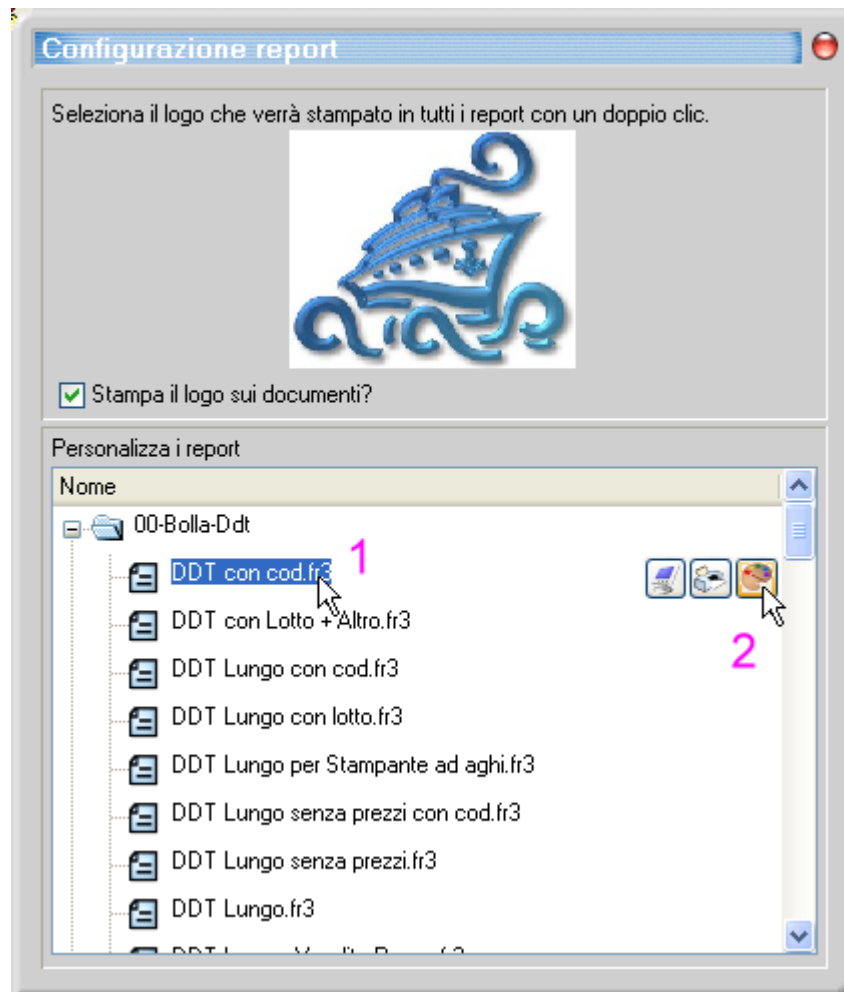 Configurazione report
Seleziona il logo che verrà stampato in tutti i report con un doppio clic.
Stampa il logo sui documenti?
Personalizza i report
Nome
00-Bolla-Ddt
DDT con cod.fr3 1
DDT con Lotto + Altro.fr3
2
DDT Lungo con cod.fr3
DDT Lungo con lotto.fr3
DDT Lungo per Stampante ad aghi.fr3
DDT Lungo senza prezzi con cod.fr3
DDT Lungo senza prezzi.fr3
DDT Lungo.fr3